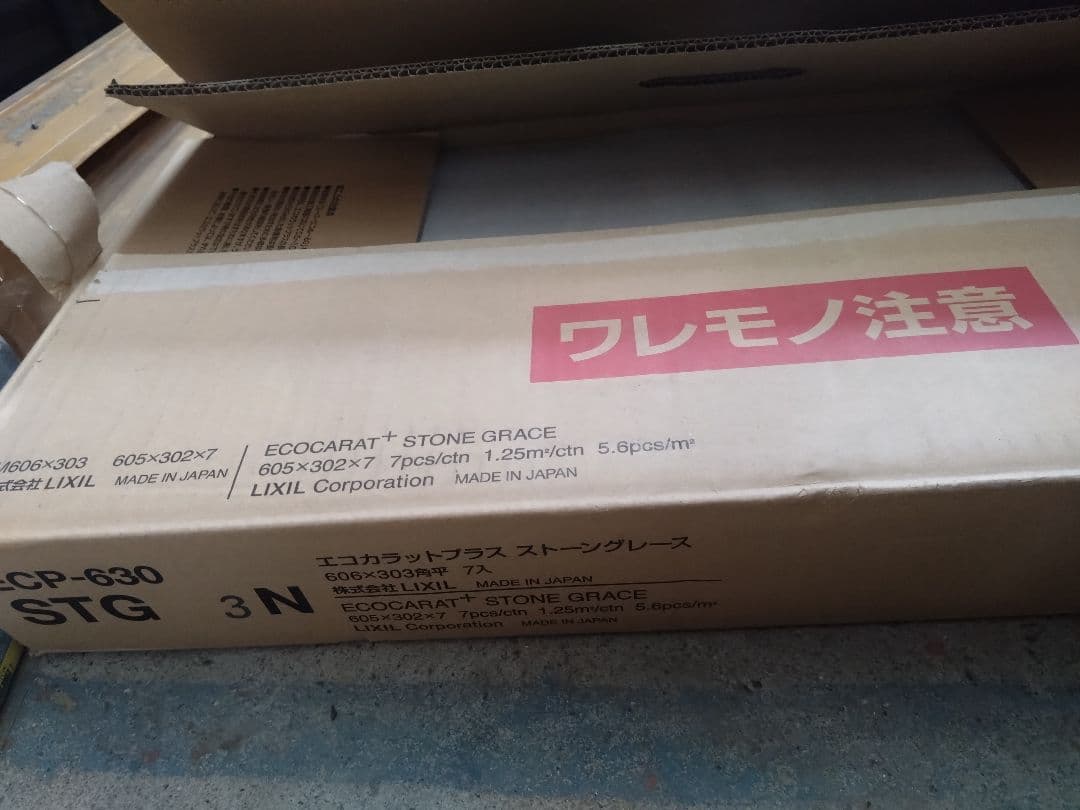 ワレモノ注意
606×303 605×302×7
式会社LIXIL MADE IN JAPAN
ECOCARAT+ STONE GRACE
605×302×7 7pcs/ctn 1.25m²/ctn 5.6pcs/m²
LIXIL Corporation MADE IN JAPAN
ECP-630
STG
3N
エコカラットプラス ストーングレース
606×303角平 7入
株式会社LIXIL MADE IN JAPAN
ECOCARAT+ STONE GRACE
605×302×7 7pcs/ctn 1.25m²/ctn 5.6pcs/m²
LIXIL Corporation MADE IN JAPAN